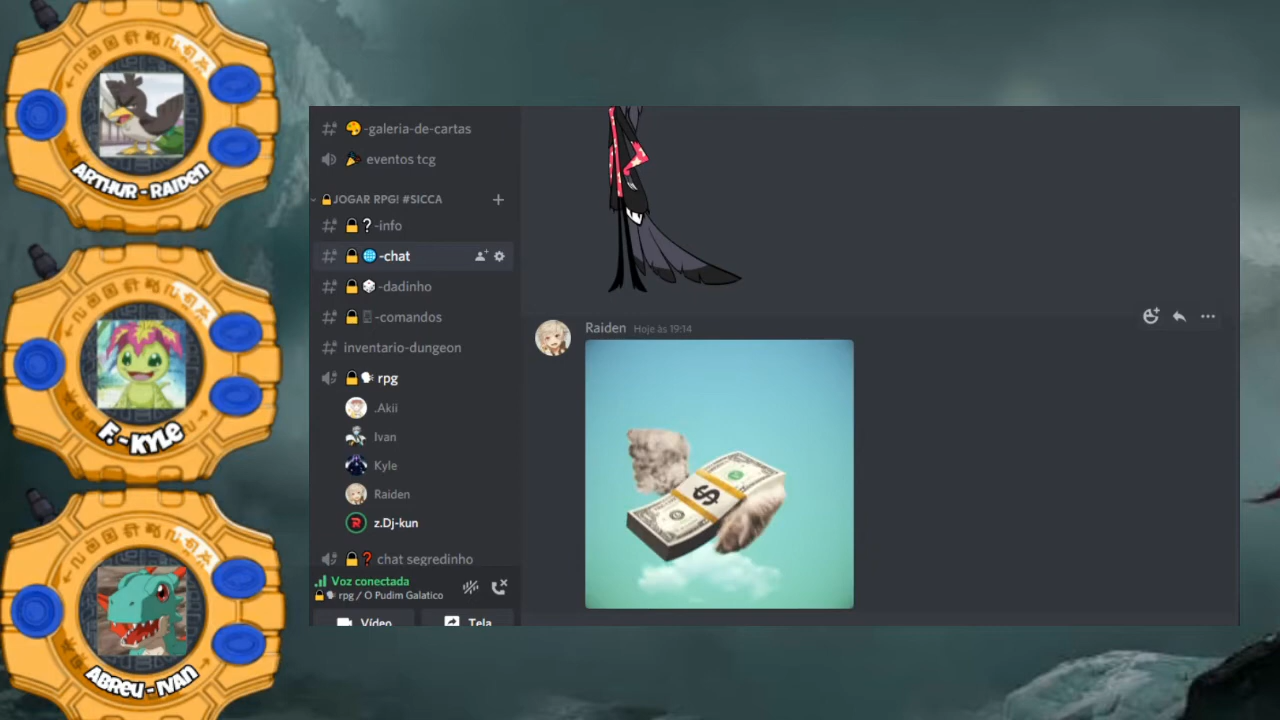 ARTHUR - RAIDEN
F. - KYLE
ABREU - IVAN
-galeria-de-cartas
eventos tcg
JOGAR RPG! #SICCA
-info
-chat
-dadinho
-comandos
inventario-dungeon
rpg
.Akii
Ivan
Kyle
Raiden
z.Dj-kun
chat segredinho
Voz conectada
rpg / O Pudim Galatico
Vídeo
Tela
Raiden Hoje às 19:14
$